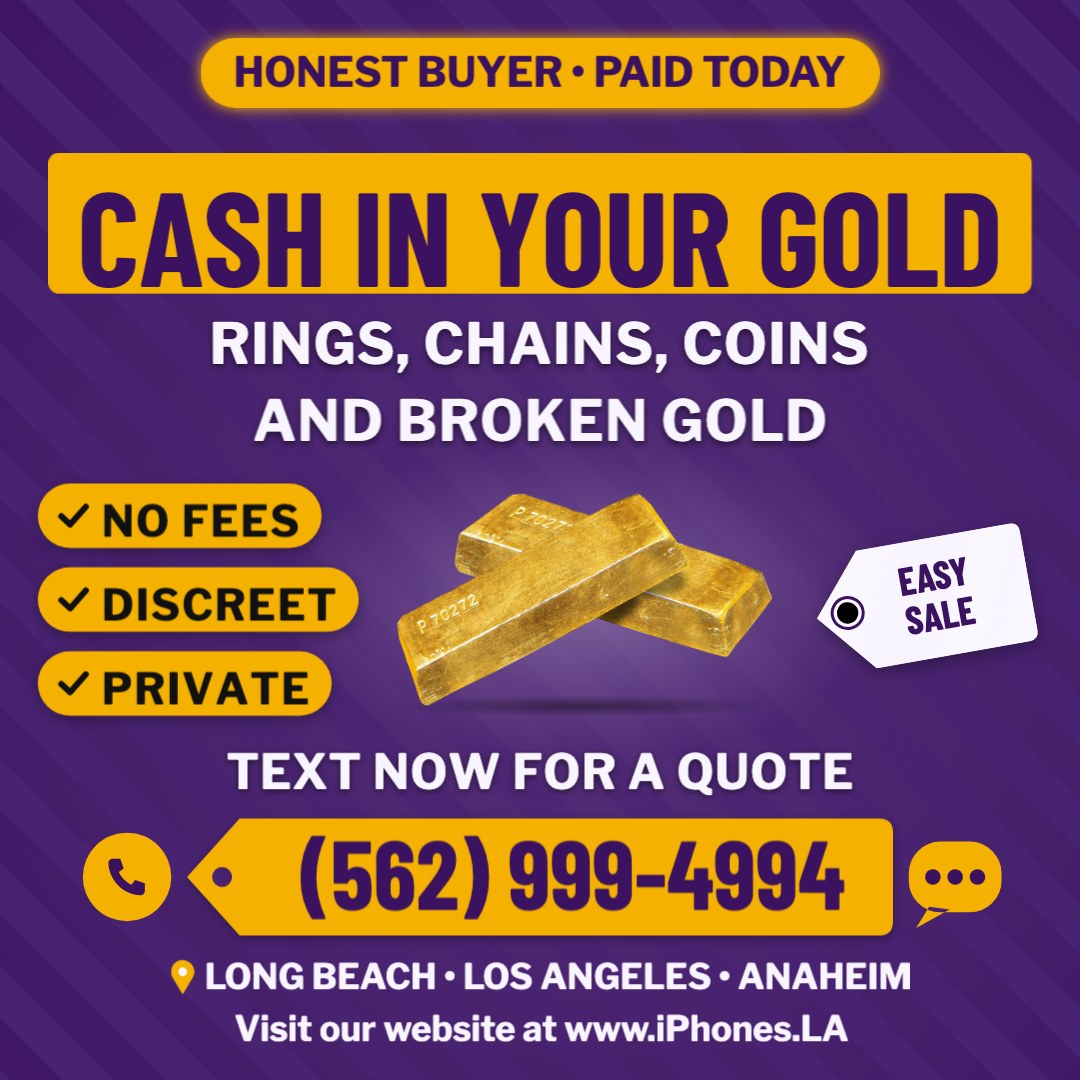 HONEST BUYER • PAID TODAY
CASH IN YOUR GOLD
RINGS, CHAINS, COINS
AND BROKEN GOLD
NO FEES
DISCREET
PRIVATE
P 70272
P 70272
EASY
SALE
TEXT NOW FOR A QUOTE
(562) 999-4994
LONG BEACH • LOS ANGELES • ANAHEIM
Visit our website at www.iPhones.LA